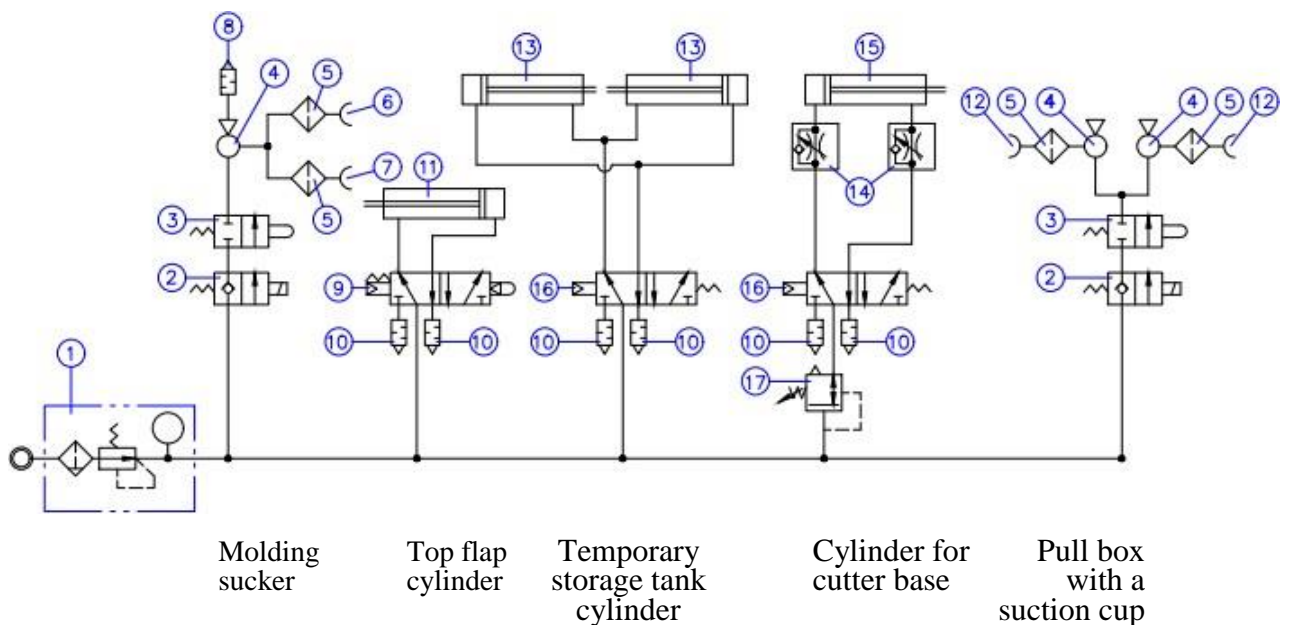 8
13
13
15
4
5
6
12
5
4
4
5
12
7
11
5
14
3
3
2
9
16
16
2
10
10
10
10
10
10
1
17
Molding
sucker
Top flap
cylinder
Temporary
storage tank
cylinder
Cylinder for
cutter base
Pull box
with a
suction cup